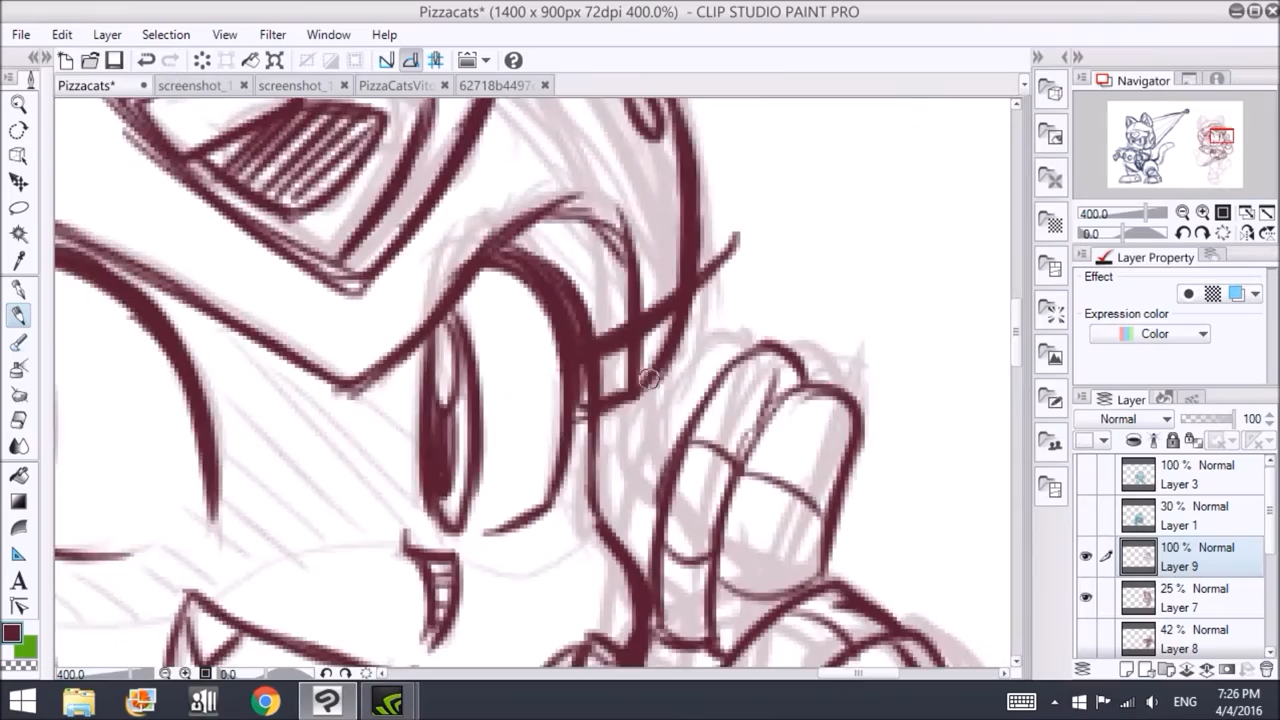 Pizzacats* (1400 x 900px 72dpi 400.0%) - CLIP STUDIO PAINT PRO
File Edit Layer Selection View Filter Window Help
Pizzacats* screenshot_1 screenshot_1 PizzaCatsVito 62718b4497
Navigator
400.0
0.0
Layer Property
Effect
Expression color
Color
Layer
Normal 100
100 % Normal
Layer 3
30 % Normal
Layer 1
100 % Normal
Layer 9
25 % Normal
Layer 7
42 % Normal
Layer 8
400.0 0.0
A
ENG
7:26 PM
4/4/2016